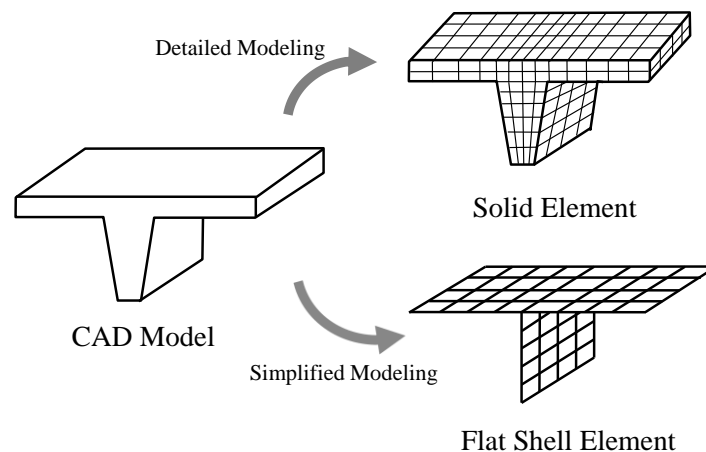 Detailed Modeling
Solid Element
CAD Model
Simplified Modeling
Flat Shell Element